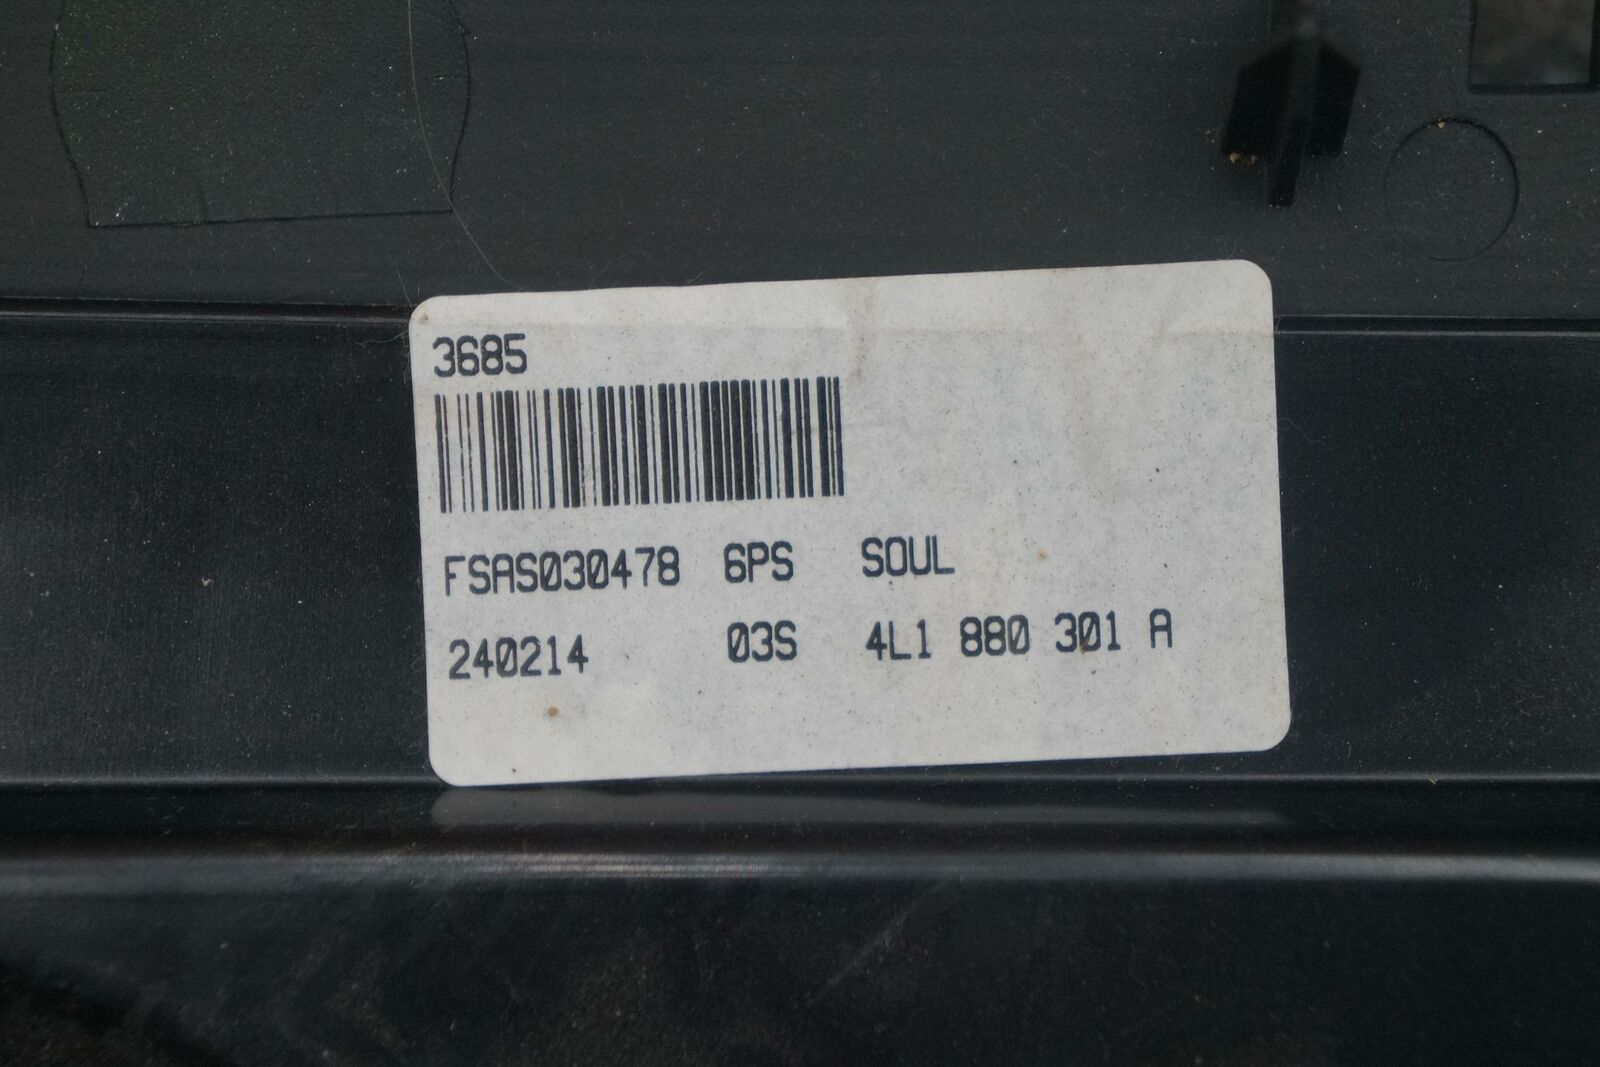 3685
FSAS030478 6PS SOUL
240214 03S 4L1 880 301 A